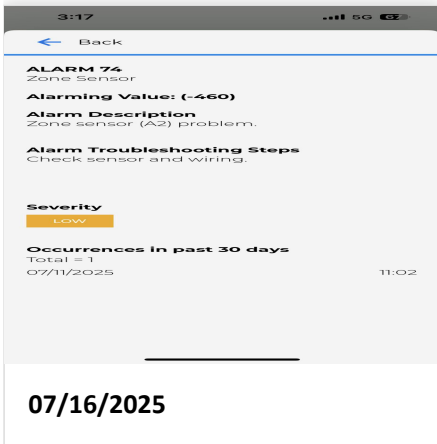 3:17 5G 62
← Back
ALARM 74
Zone Sensor
Alarming Value: (-460)
Alarm Description
Zone sensor (A2) problem.
Alarm Troubleshooting Steps
Check sensor and wiring.
Severity
LOW
Occurrences in past 30 days
Total = 1
07/11/2025 11:02
07/16/2025